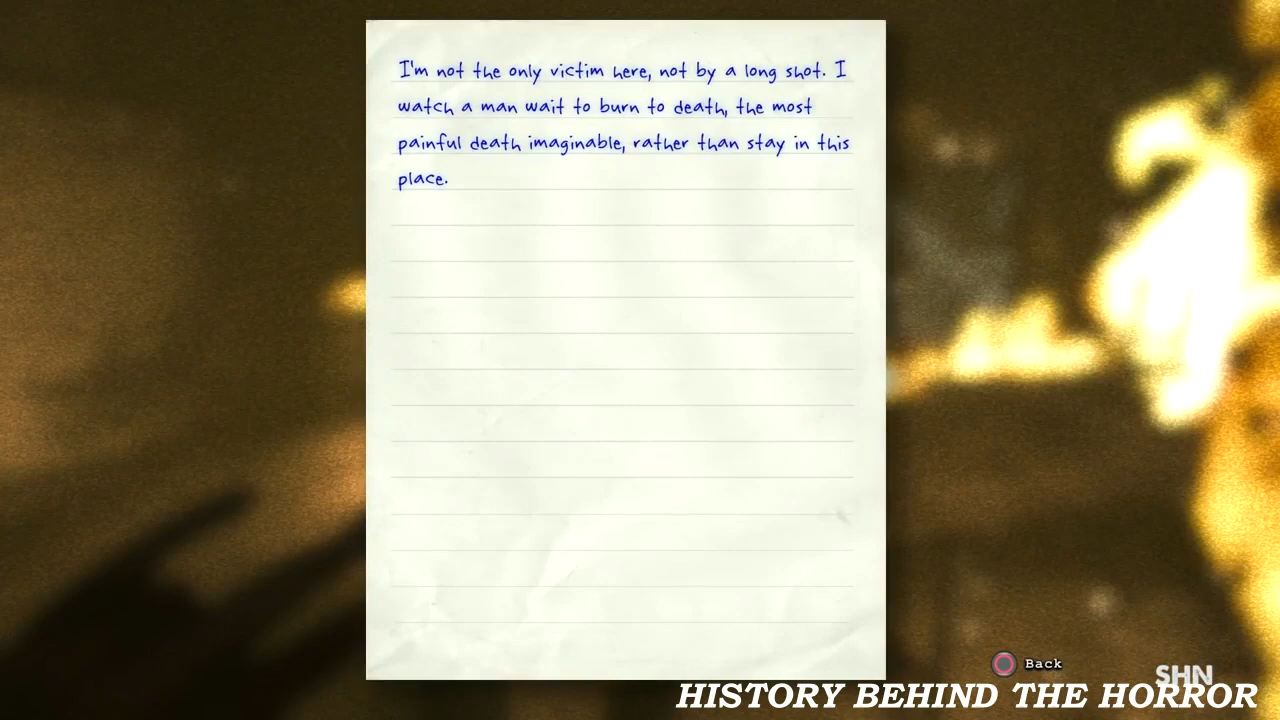 I'm not the only victim here, not by a long shot. I
watch a man wait to burn to death, the most
painful death imaginable, rather than stay in this
place.
Back
SHN
HISTORY BEHIND THE HORROR